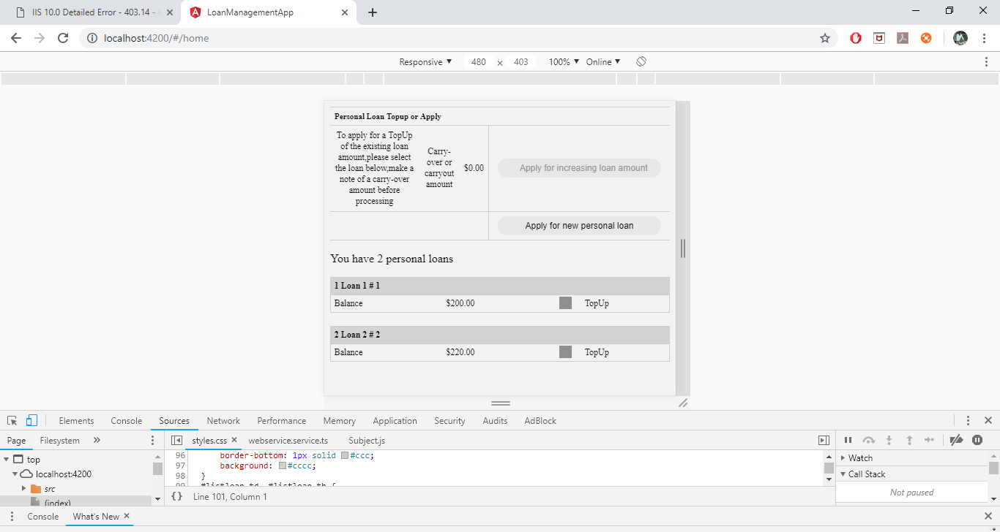 IIS 10.0 Detailed Error - 403.14 -
LoanManagementApp
localhost:4200/#/home
Responsive 480 x 403 100% Online
Personal Loan Topup or Apply
To apply for a TopUp
of the existing loan
amount,please select
the loan below,make a
note of a carry-over
amount before
processing
Carry-
over or
carryout
amount
$0.00
Apply for increasing loan amount
Apply for new personal loan
You have 2 personal loans
1 Loan 1 # 1
Balance $200.00 TopUp
2 Loan 2 # 2
Balance $220.00 TopUp
Elements Console Sources Network Performance Memory Application Security Audits AdBlock
Page Filesystem
styles.css webservice.service.ts Subject.js
top
localhost:4200
src
(index)
96 border-bottom: 1px solid #ccc;
97 background: #cccc;
98 }
99 #listloan td, #listloan th {
{} Line 101, Column 1
Watch
Call Stack
Not paused
Console What's New